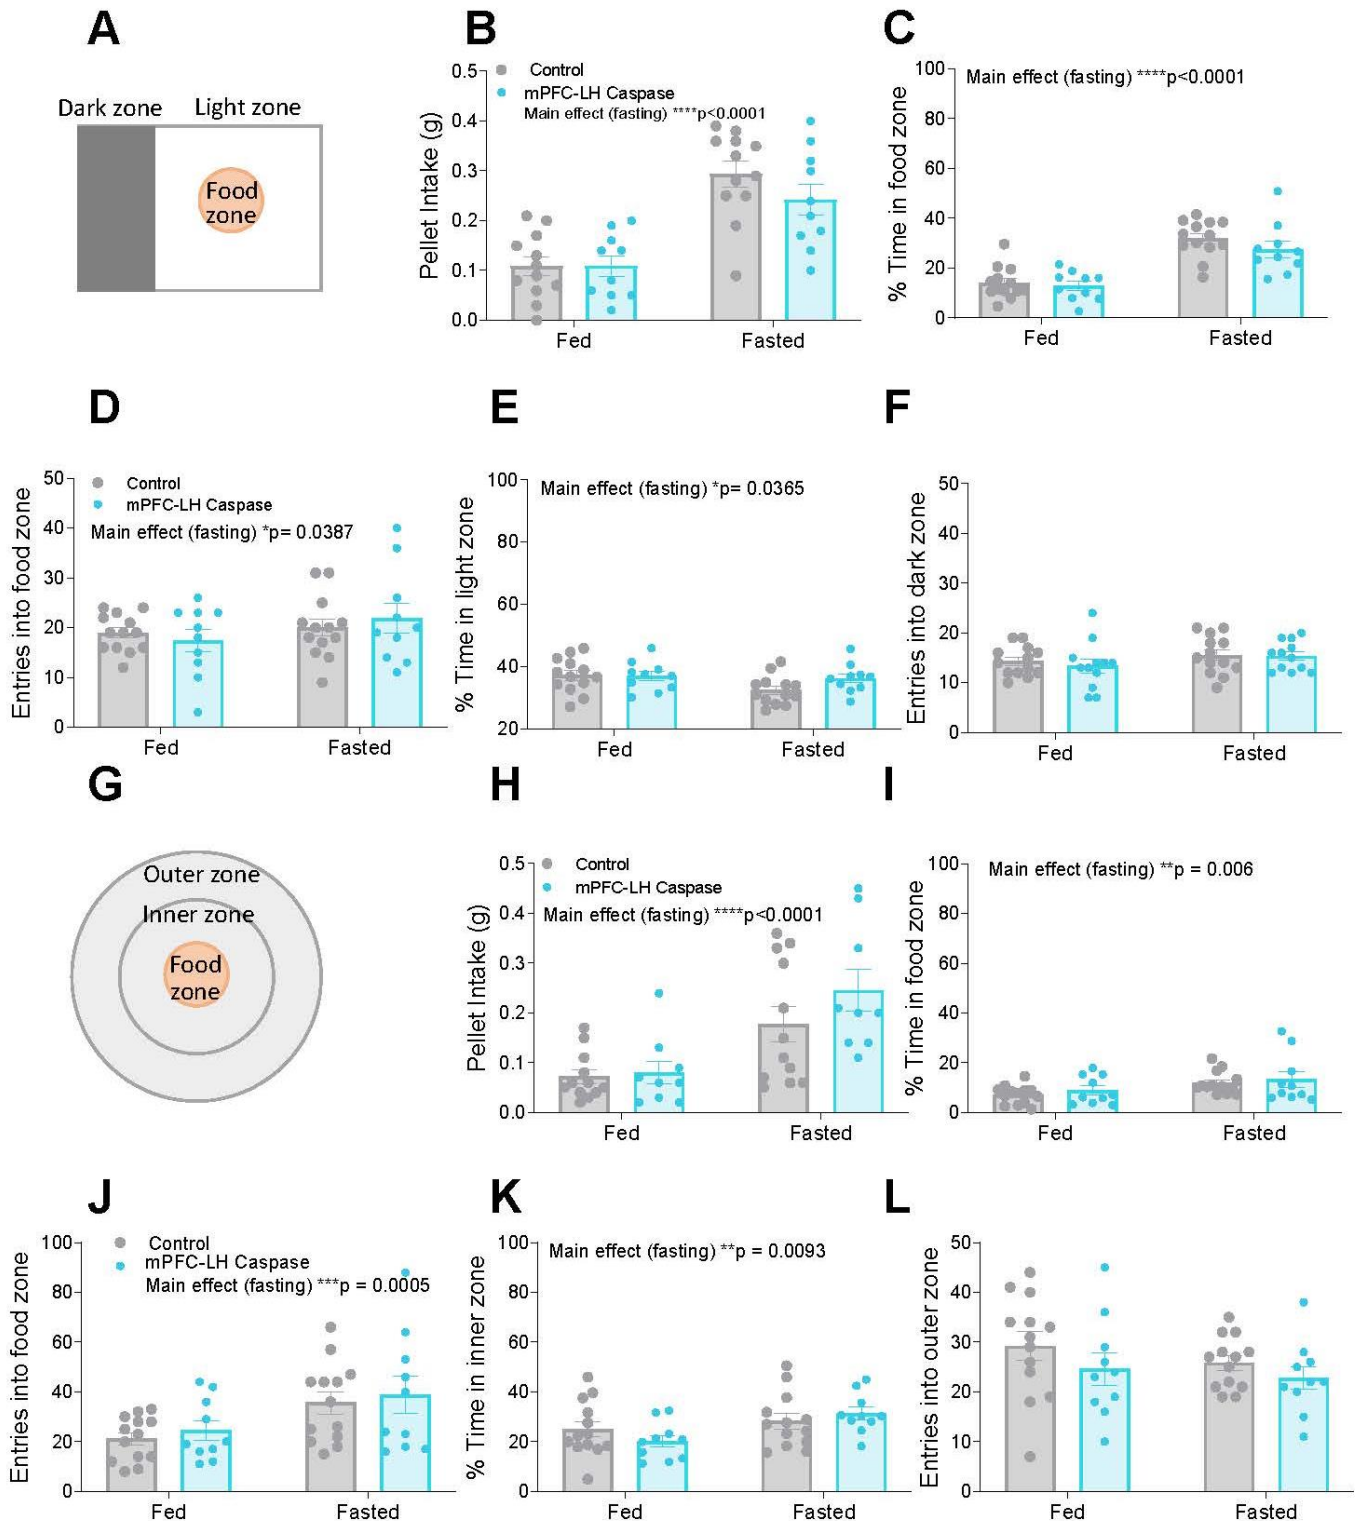 A
Dark zone Light zone
Food
zone
B
Control
mPFC-LH Caspase
Main effect (fasting) ****p<0.0001
Pellet Intake (g)
0.5
0.4
0.3
0.2
0.1
0.0
Fed Fasted
C
Main effect (fasting) ****p<0.0001
% Time in food zone
100
80
60
40
20
0
Fed Fasted
D
Control
mPFC-LH Caspase
Main effect (fasting) *p= 0.0387
Entries into food zone
50
40
30
20
10
0
Fed Fasted
E
Main effect (fasting) *p= 0.0365
% Time in light zone
100
80
60
40
20
Fed Fasted
F
Entries into dark zone
50
40
30
20
10
0
Fed Fasted
G
Outer zone
Inner zone
Food
zone
H
Control
mPFC-LH Caspase
Main effect (fasting) ****p<0.0001
Pellet Intake (g)
0.5
0.4
0.3
0.2
0.1
0.0
Fed Fasted
I
Main effect (fasting) **p = 0.006
% Time in food zone
100
80
60
40
20
0
Fed Fasted
J
Control
mPFC-LH Caspase
Main effect (fasting) ***p = 0.0005
Entries into food zone
100
80
60
40
20
0
Fed Fasted
K
Main effect (fasting) **p = 0.0093
% Time in inner zone
100
80
60
40
20
0
Fed Fasted
L
Entries into outer zone
50
40
30
20
10
0
Fed Fasted